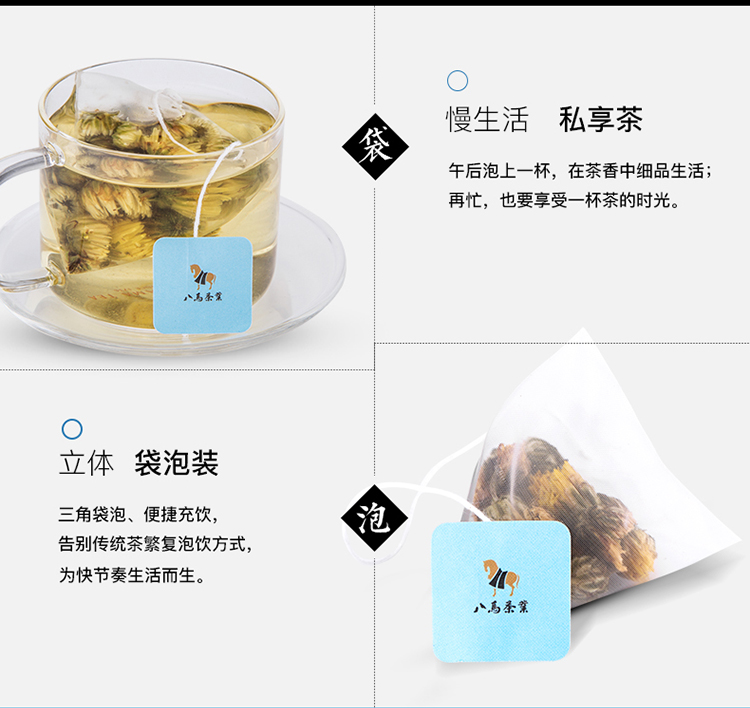 袋
慢生活 私享茶
午后泡上一杯，在茶香中细品生活；
再忙，也要享受一杯茶的时光。
八馬茶業
立体 袋泡装
三角袋泡、便捷充饮，
告别传统茶繁复泡饮方式，
为快节奏生活而生。
泡
八馬茶業